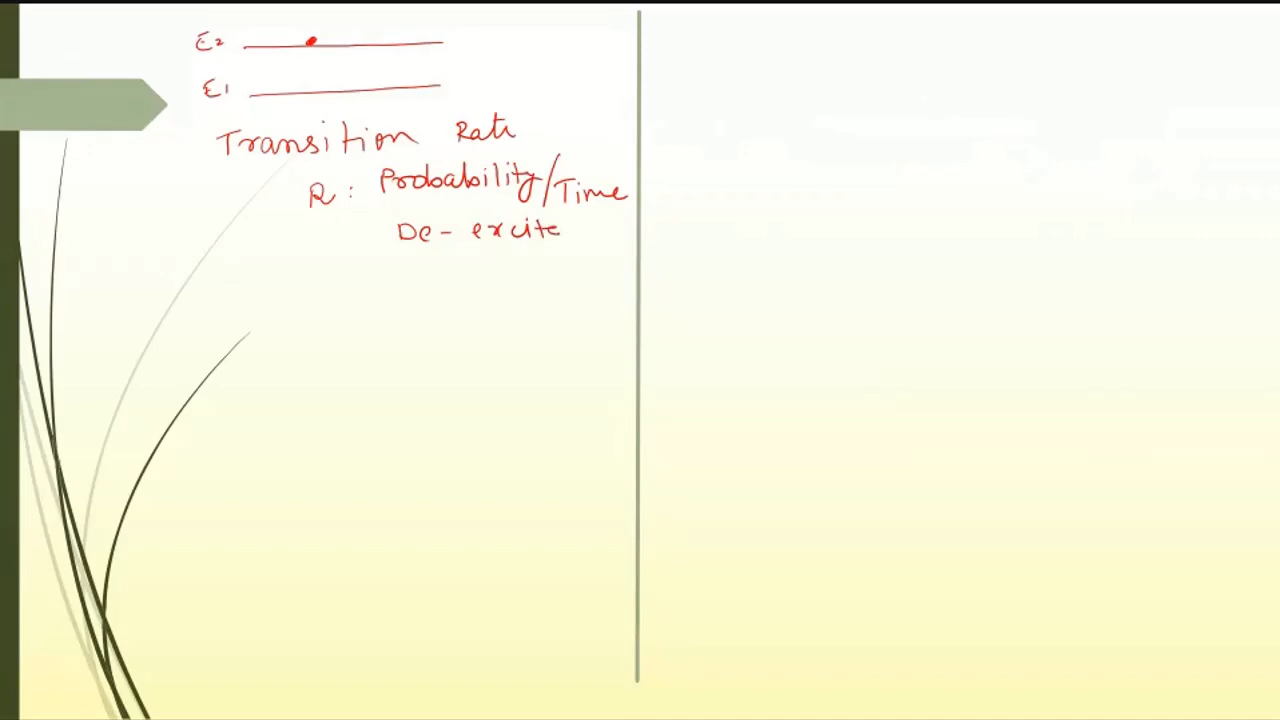 E2
E1
Transition Rate
R : Probability/Time
De-excite